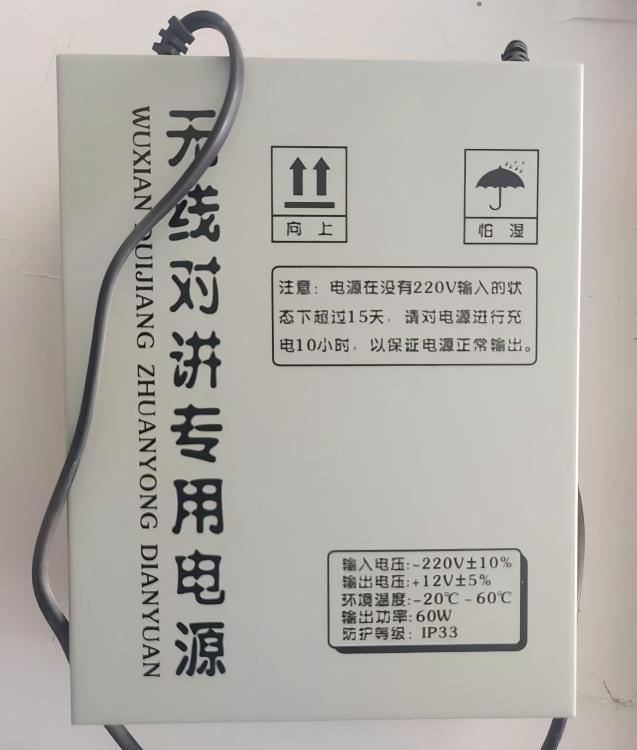 无线对讲专用电源
WUXIAN DUIJIANG ZHUANYONG DIANYUAN
向上
怕湿
注意：电源在没有220V输入的状
态下超过15天，请对电源进行充
电10小时，以保证电源正常输出。
输入电压:~220V±10%
输出电压:+12V±5%
环境温度:-20℃~60℃
输出功率:60W
防护等级: IP33